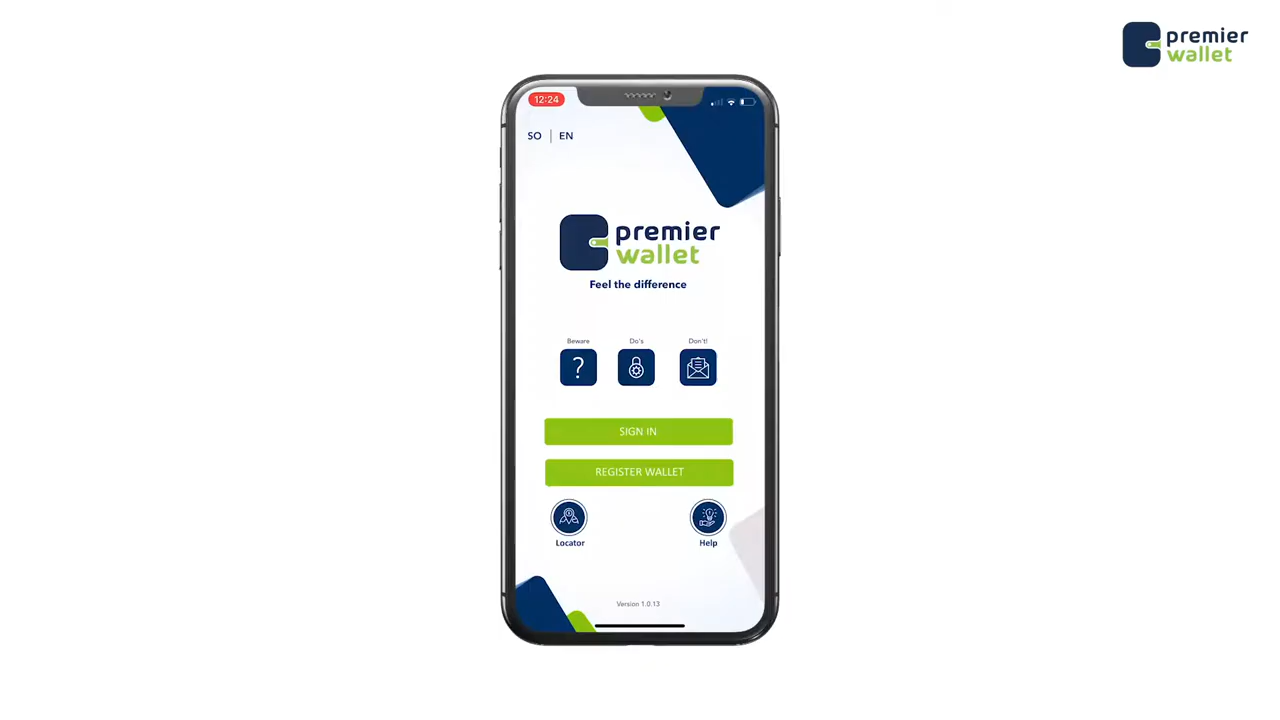 premier
wallet
12:24
SO | EN
premier
wallet
Feel the difference
Beware
Do's
Don't!
?
SIGN IN
REGISTER WALLET
Locator
Help
Version 1.0.13